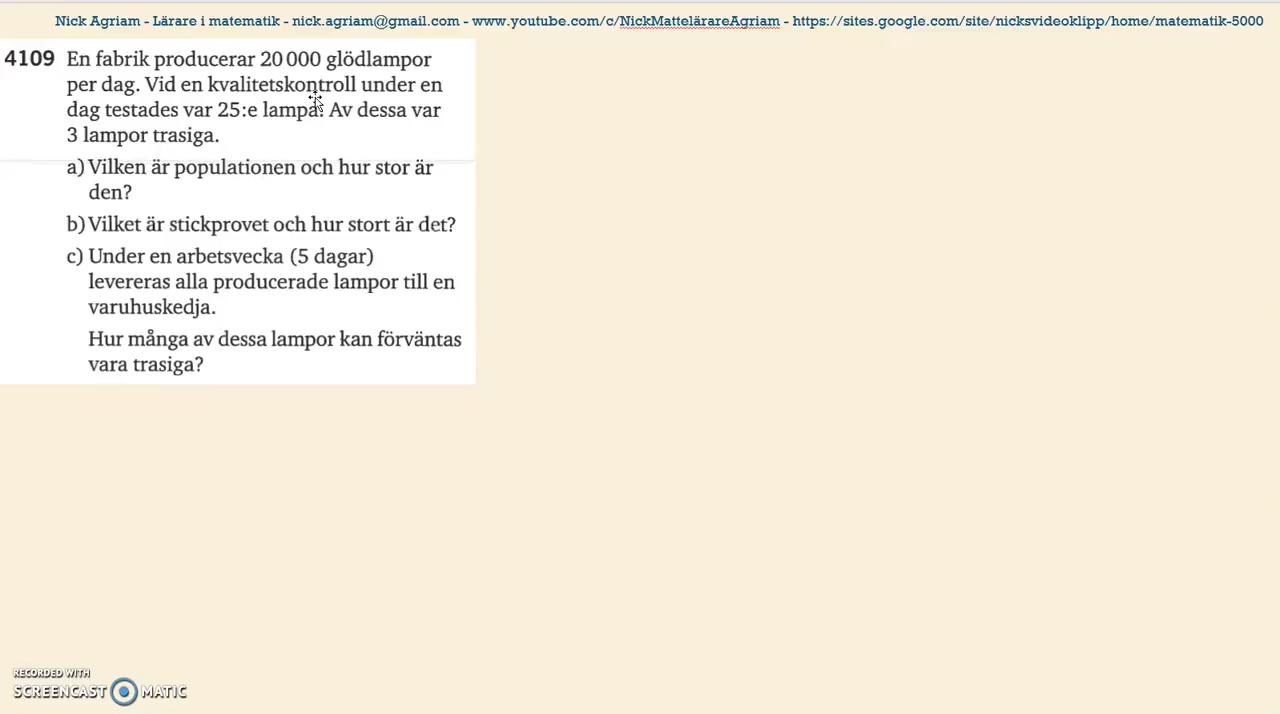 Nick Agriam - Lärare i matematik - nick.agriam@gmail.com - www.youtube.com/c/NickMattelärareAgriam - https://sites.google.com/site/nicksvideoklipp/home/matematik-5000
4109 En fabrik producerar 20 000 glödlampor
per dag. Vid en kvalitetskontroll under en
dag testades var 25:e lampa. Av dessa var
3 lampor trasiga.
a) Vilken är populationen och hur stor är
den?
b) Vilket är stickprovet och hur stort är det?
c) Under en arbetsvecka (5 dagar)
levereras alla producerade lampor till en
varuhuskedja.
Hur många av dessa lampor kan förväntas
vara trasiga?
RECORDED WITH
SCREENCAST MATIC